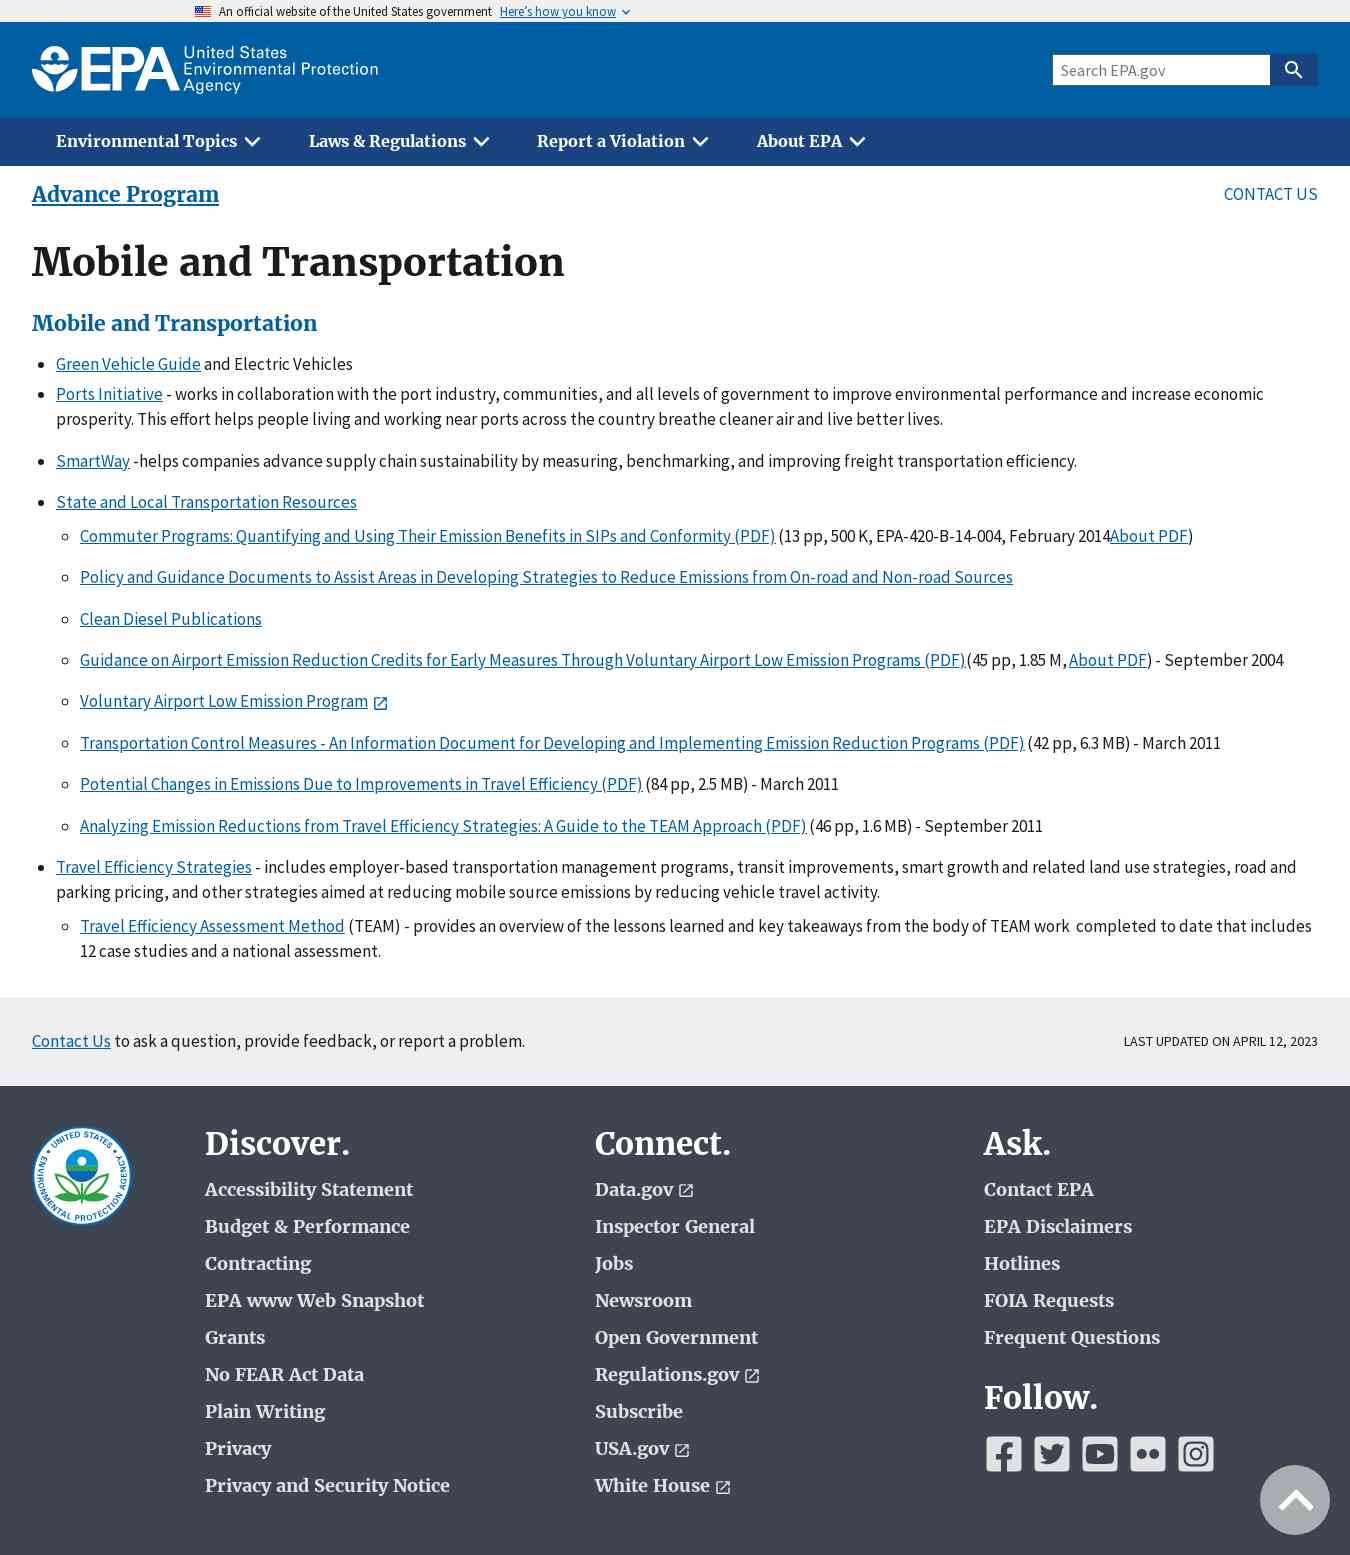 An official website of the United States government Here's how you know
EPA United States
Environmental Protection
Agency
Search EPA.gov
Environmental Topics Laws & Regulations Report a Violation About EPA
Advance Program CONTACT US
Mobile and Transportation
Mobile and Transportation
Green Vehicle Guide and Electric Vehicles
Ports Initiative - works in collaboration with the port industry, communities, and all levels of government to improve environmental performance and increase economic
prosperity. This effort helps people living and working near ports across the country breathe cleaner air and live better lives.
SmartWay -helps companies advance supply chain sustainability by measuring, benchmarking, and improving freight transportation efficiency.
State and Local Transportation Resources
Commuter Programs: Quantifying and Using Their Emission Benefits in SIPs and Conformity (PDF) (13 pp, 500 K, EPA-420-B-14-004, February 2014About PDF)
Policy and Guidance Documents to Assist Areas in Developing Strategies to Reduce Emissions from On-road and Non-road Sources
Clean Diesel Publications
Guidance on Airport Emission Reduction Credits for Early Measures Through Voluntary Airport Low Emission Programs (PDF)(45 pp, 1.85 M, About PDF) - September 2004
Voluntary Airport Low Emission Program
Transportation Control Measures - An Information Document for Developing and Implementing Emission Reduction Programs (PDF) (42 pp, 6.3 MB) - March 2011
Potential Changes in Emissions Due to Improvements in Travel Efficiency (PDF) (84 pp, 2.5 MB) - March 2011
Analyzing Emission Reductions from Travel Efficiency Strategies: A Guide to the TEAM Approach (PDF) (46 pp, 1.6 MB) - September 2011
Travel Efficiency Strategies - includes employer-based transportation management programs, transit improvements, smart growth and related land use strategies, road and
parking pricing, and other strategies aimed at reducing mobile source emissions by reducing vehicle travel activity.
Travel Efficiency Assessment Method (TEAM) - provides an overview of the lessons learned and key takeaways from the body of TEAM work completed to date that includes
12 case studies and a national assessment.
Contact Us to ask a question, provide feedback, or report a problem. LAST UPDATED ON APRIL 12, 2023
UNITED STATES
ENVIRONMENTAL PROTECTION AGENCY
Discover.
Accessibility Statement
Budget & Performance
Contracting
EPA www Web Snapshot
Grants
No FEAR Act Data
Plain Writing
Privacy
Privacy and Security Notice
Connect.
Data.gov
Inspector General
Jobs
Newsroom
Open Government
Regulations.gov
Subscribe
USA.gov
White House
Ask.
Contact EPA
EPA Disclaimers
Hotlines
FOIA Requests
Frequent Questions
Follow.